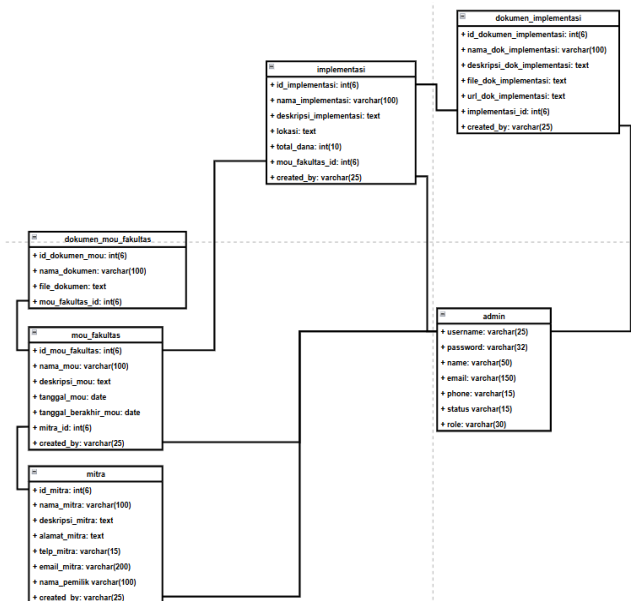 dokumen_implementasi
+ id_dokumen_implementasi: int(6)
+ nama_dok_implementasi: varchar(100)
+ deskripsi_dok_implementasi: text
+ file_dok_implementasi: text
+ url_dok_implementasi: text
+ implementasi_id: int(6)
+ created_by: varchar(25)
implementasi
+ id_implementasi: int(6)
+ nama_implementasi: varchar(100)
+ deskripsi_implementasi: text
+ lokasi: text
+ total_dana: int(10)
+ mou_fakultas_id: int(6)
+ created_by: varchar(25)
dokumen_mou_fakultas
+ id_dokumen_mou: int(6)
+ nama_dokumen: varchar(100)
+ file_dokumen: text
+ mou_fakultas_id: int(6)
mou_fakultas
+ id_mou_fakultas: int(6)
+ nama_mou: varchar(100)
+ deskripsi_mou: text
+ tanggal_mou: date
+ tanggal_berakhir_mou: date
+ mitra_id: int(6)
+ created_by: varchar(25)
admin
+ username: varchar(25)
+ password: varchar(32)
+ name: varchar(50)
+ email: varchar(150)
+ phone: varchar(15)
+ status varchar(15)
+ role: varchar(30)
mitra
+ id_mitra: int(6)
+ nama_mitra: varchar(100)
+ deskripsi_mitra: text
+ alamat_mitra: text
+ telp_mitra: varchar(15)
+ email_mitra: varchar(200)
+ nama_pemilik varchar(100)
+ created_by: varchar(25)